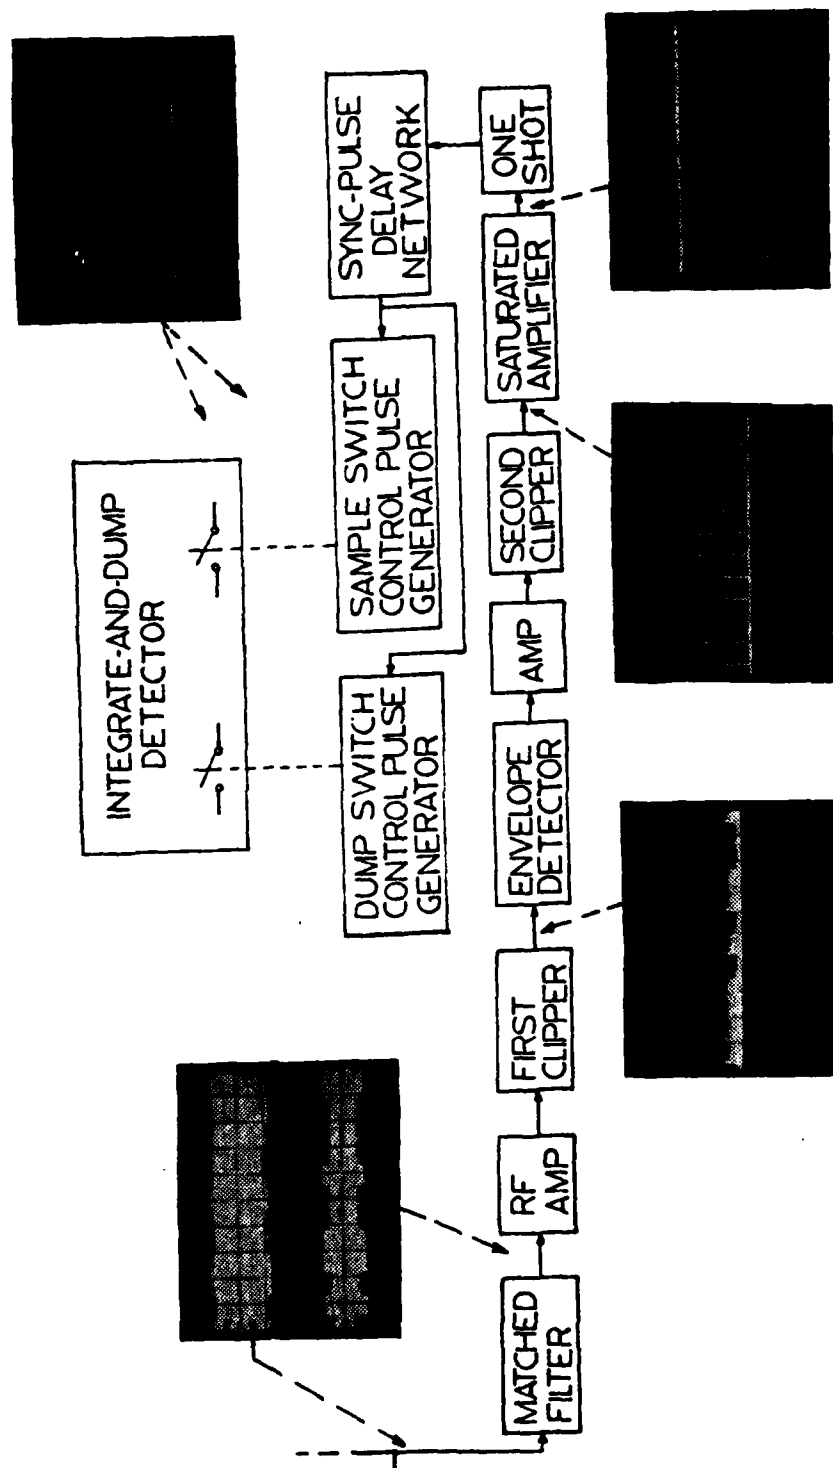 INTEGRATE-AND-DUMP
DETECTOR
DUMP SWITCH
CONTROL PULSE
GENERATOR
SAMPLE SWITCH
CONTROL PULSE
GENERATOR
SYNC-PULSE
DELAY
NETWORK
MATCHED
FILTER
RF
AMP
FIRST
CLIPPER
ENVELOPE
DETECTOR
AMP
SECOND
CLIPPER
SATURATED
AMPLIFIER
ONE
SHOT